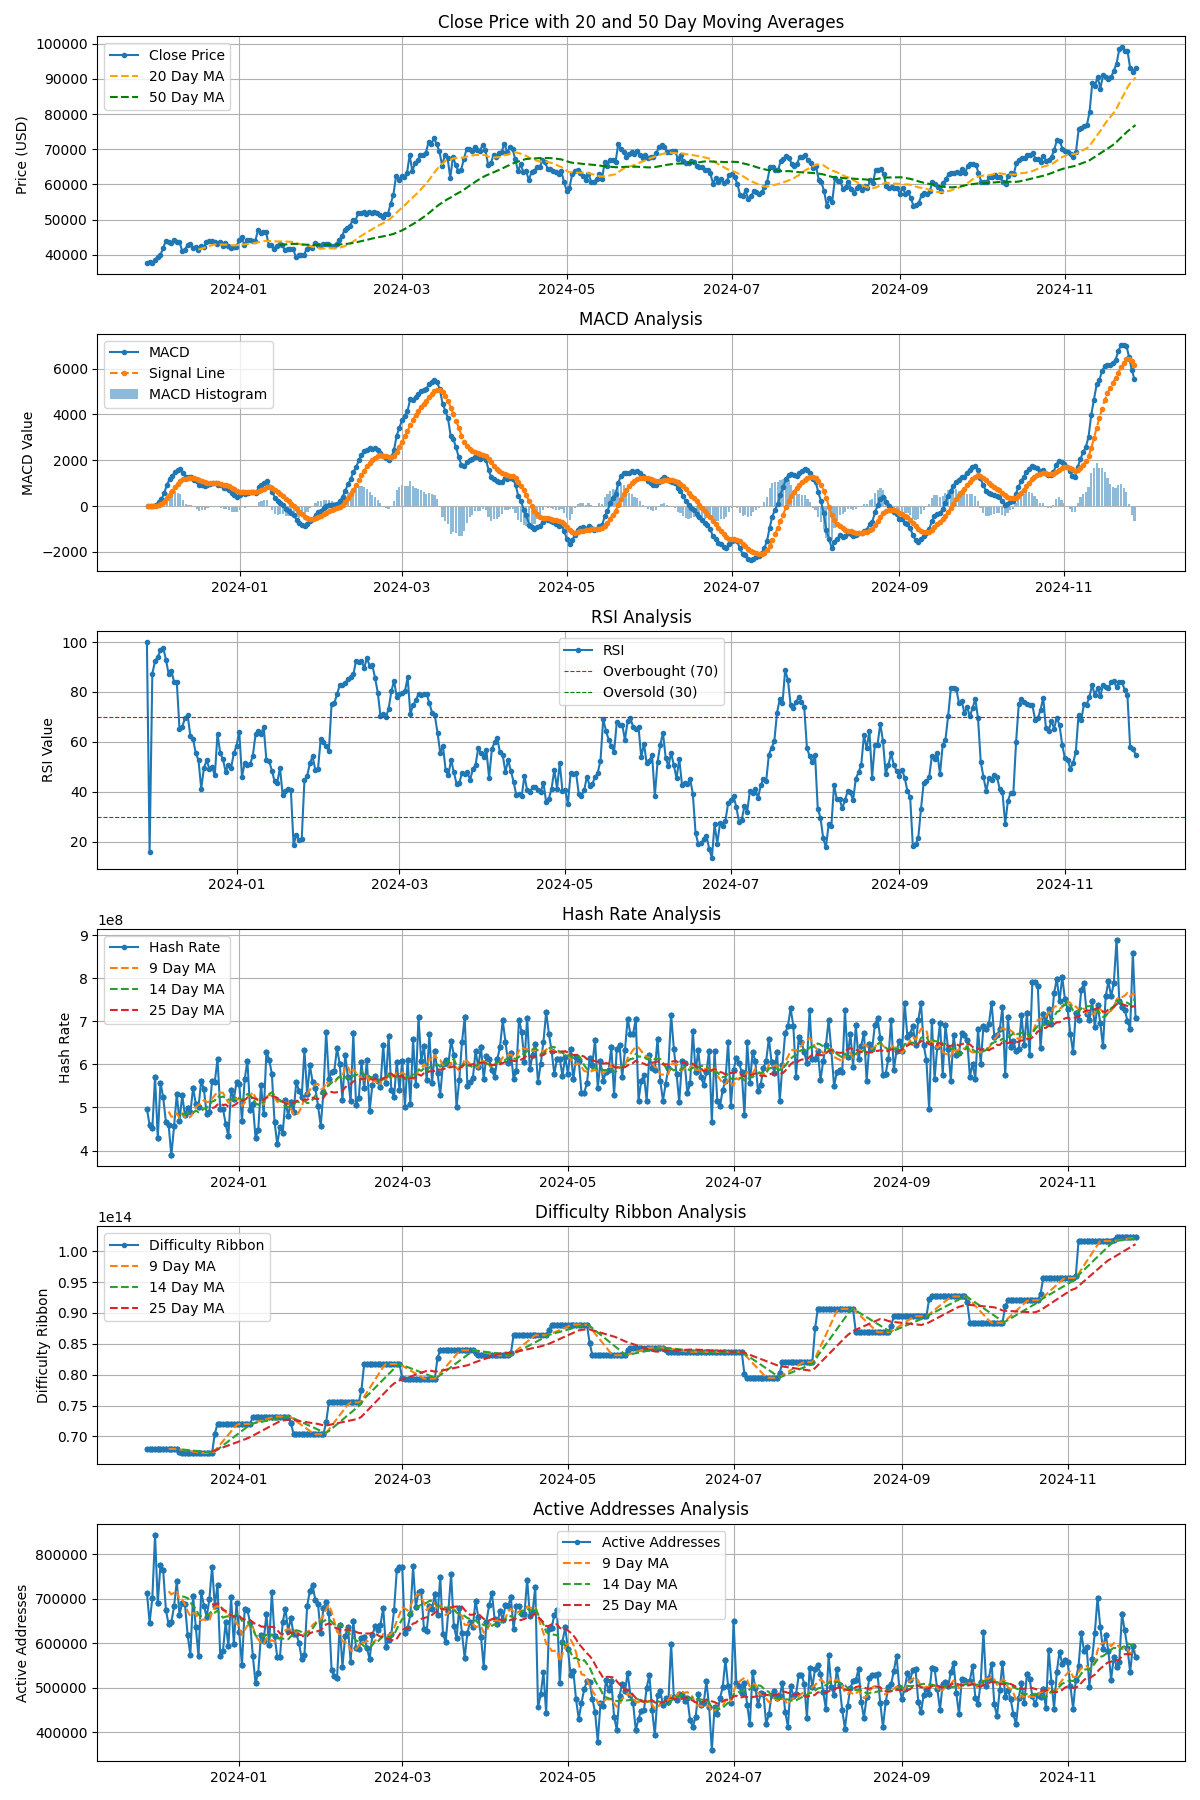 Close Price with 20 and 50 Day Moving Averages
Price (USD)
100000
90000
80000
70000
60000
50000
40000
Close Price
20 Day MA
50 Day MA
2024-01
2024-03
2024-05
2024-07
2024-09
2024-11
MACD Analysis
MACD Value
6000
4000
2000
0
−2000
MACD
Signal Line
MACD Histogram
2024-01
2024-03
2024-05
2024-07
2024-09
2024-11
RSI Analysis
RSI Value
100
80
60
40
20
RSI
Overbought (70)
Oversold (30)
2024-01
2024-03
2024-05
2024-07
2024-09
2024-11
Hash Rate Analysis
1e8
Hash Rate
9
8
7
6
5
4
Hash Rate
9 Day MA
14 Day MA
25 Day MA
2024-01
2024-03
2024-05
2024-07
2024-09
2024-11
Difficulty Ribbon Analysis
1e14
Difficulty Ribbon
1.00
0.95
0.90
0.85
0.80
0.75
0.70
Difficulty Ribbon
9 Day MA
14 Day MA
25 Day MA
2024-01
2024-03
2024-05
2024-07
2024-09
2024-11
Active Addresses Analysis
Active Addresses
800000
700000
600000
500000
400000
Active Addresses
9 Day MA
14 Day MA
25 Day MA
2024-01
2024-03
2024-05
2024-07
2024-09
2024-11